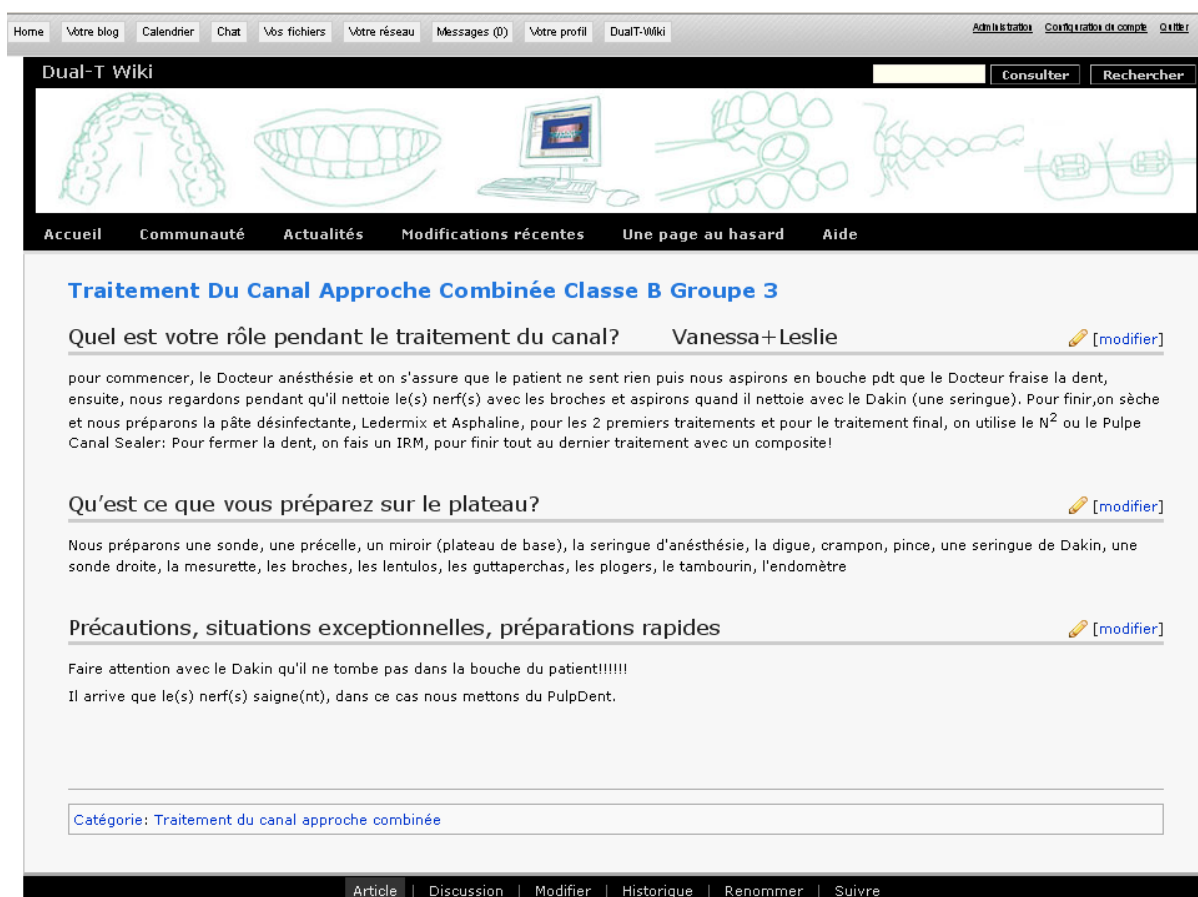 Home Votre blog Calendrier Chat Vos fichiers Votre réseau Messages (0) Votre profil DualT-Wiki Administration Configuration du compte Quitter
Dual-T Wiki Consulter Rechercher
Accueil Communauté Actualités Modifications récentes Une page au hasard Aide
Traitement Du Canal Approche Combinée Classe B Groupe 3
Quel est votre rôle pendant le traitement du canal? Vanessa+Leslie [modifier]
pour commencer, le Docteur anésthésie et on s'assure que le patient ne sent rien puis nous aspirons en bouche pdt que le Docteur fraise la dent,
ensuite, nous regardons pendant qu'il nettoie le(s) nerf(s) avec les broches et aspirons quand il nettoie avec le Dakin (une seringue). Pour finir,on sèche
et nous préparons la pâte désinfectante, Ledermix et Asphaline, pour les 2 premiers traitements et pour le traitement final, on utilise le N² ou le Pulpe
Canal Sealer: Pour fermer la dent, on fais un IRM, pour finir tout au dernier traitement avec un composite!
Qu'est ce que vous préparez sur le plateau? [modifier]
Nous préparons une sonde, une précelle, un miroir (plateau de base), la seringue d'anésthésie, la digue, crampon, pince, une seringue de Dakin, une
sonde droite, la mesurette, les broches, les lentulos, les guttaperchas, les plogers, le tambourin, l'endomètre
Précautions, situations exceptionnelles, préparations rapides [modifier]
Faire attention avec le Dakin qu'il ne tombe pas dans la bouche du patient!!!!!!
Il arrive que le(s) nerf(s) saigne(nt), dans ce cas nous mettons du PulpDent.
Catégorie: Traitement du canal approche combinée
Article | Discussion | Modifier | Historique | Renommer | Suivre